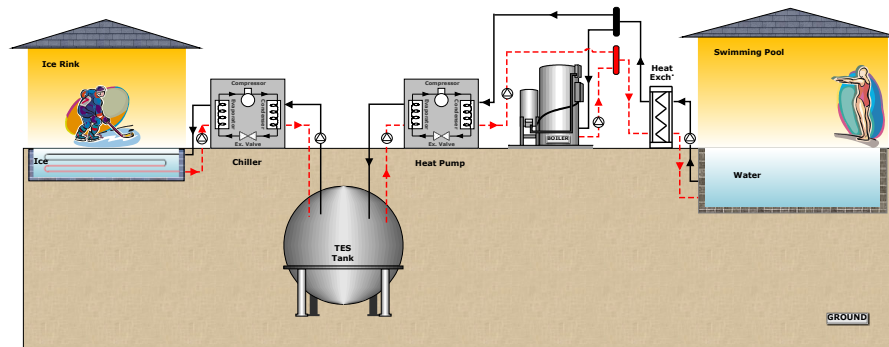 Ice Rink
Compressor
Evaporator
Condenser
Ex. Valve
Compressor
Evaporator
Condenser
Ex. Valve
BOILER
Heat
Exch'
Swimming Pool
Ice
Chiller
Heat Pump
Water
TES
Tank
GROUND